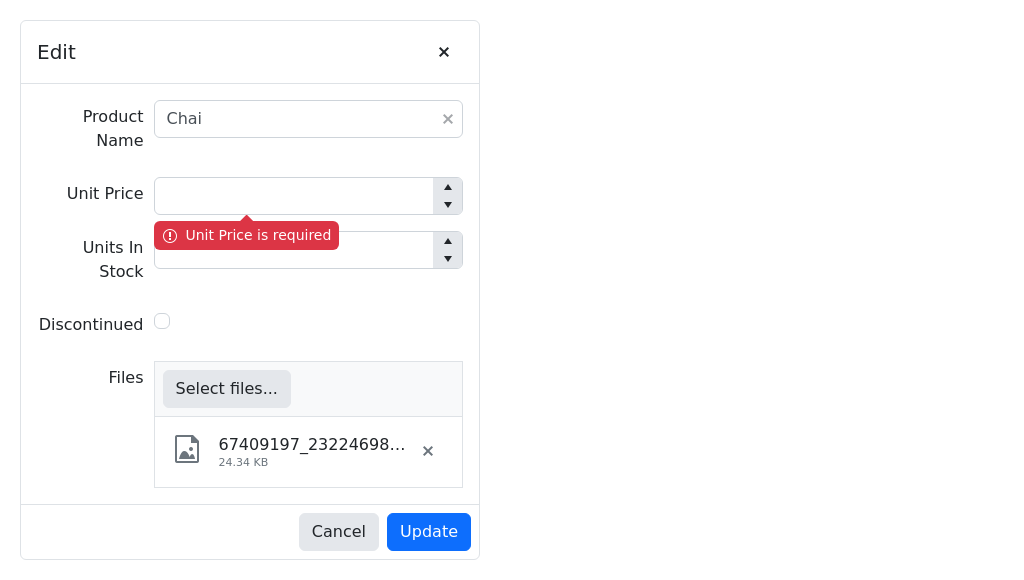 Edit
Product
Name
Chai
Unit Price
Unit Price is required
Units In
Stock
Discontinued
Files
Select files...
67409197_23224698...
24.34 KB
Cancel
Update